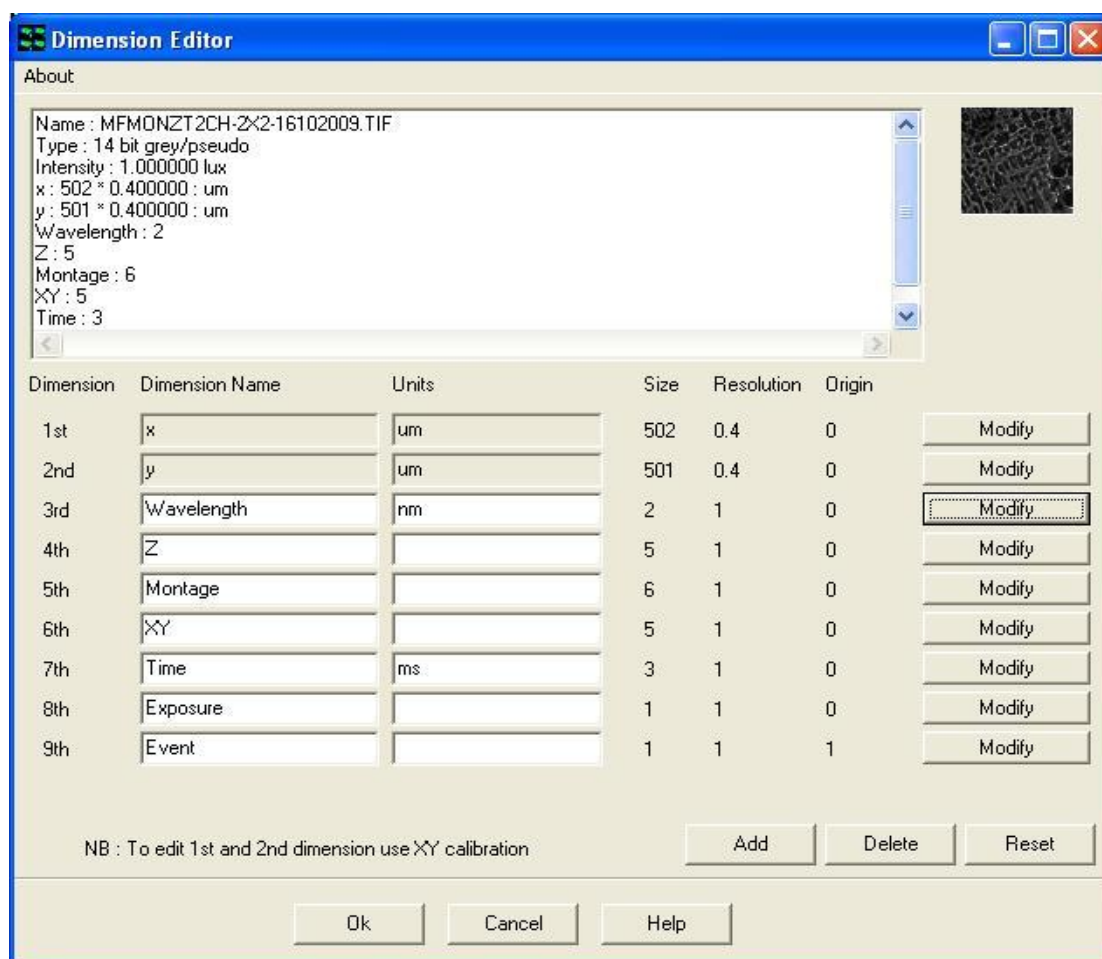 Dimension Editor
About
Name : MFMONZT2CH-2X2-16102009.TIF
Type : 14 bit grey/pseudo
Intensity : 1.000000 lux
x : 502 * 0.400000 : um
y : 501 * 0.400000 : um
Wavelength : 2
Z : 5
Montage : 6
XY : 5
Time : 3
Dimension Dimension Name Units Size Resolution Origin
1st x um 502 0.4 0 Modify
2nd y um 501 0.4 0 Modify
3rd Wavelength nm 2 1 0 Modify
4th Z 5 1 0 Modify
5th Montage 6 1 0 Modify
6th XY 5 1 0 Modify
7th Time ms 3 1 0 Modify
8th Exposure 1 1 0 Modify
9th Event 1 1 1 Modify
NB : To edit 1st and 2nd dimension use XY calibration Add Delete Reset
Ok Cancel Help